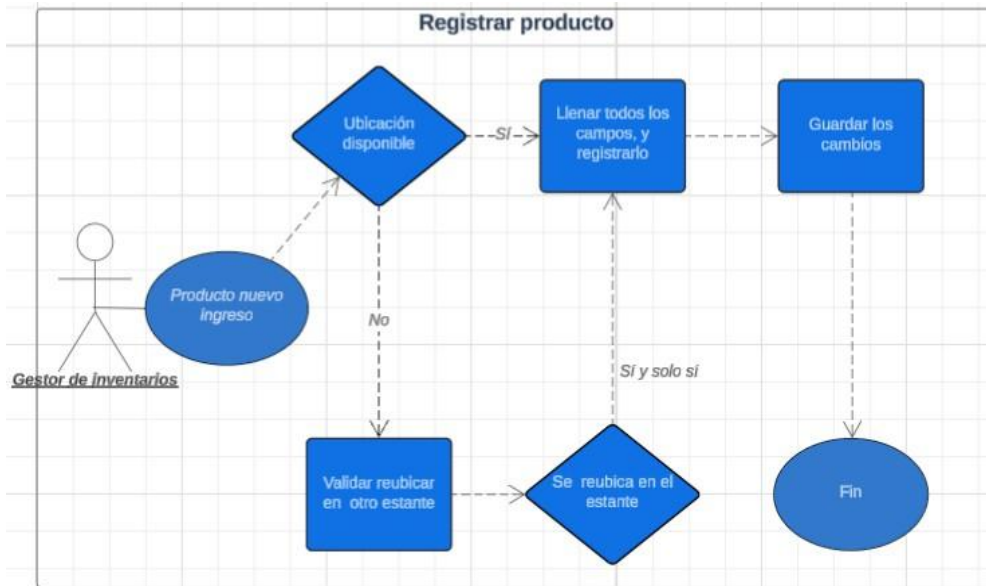 Registrar producto
Ubicación
disponible
Sí
Llenar todos los
campos, y
registrarlo
Guardar los
cambios
Producto nuevo
ingreso
Gestor de inventarios
No
Sí y solo sí
Validar reubicar
en otro estante
Se reubica en el
estante
Fin